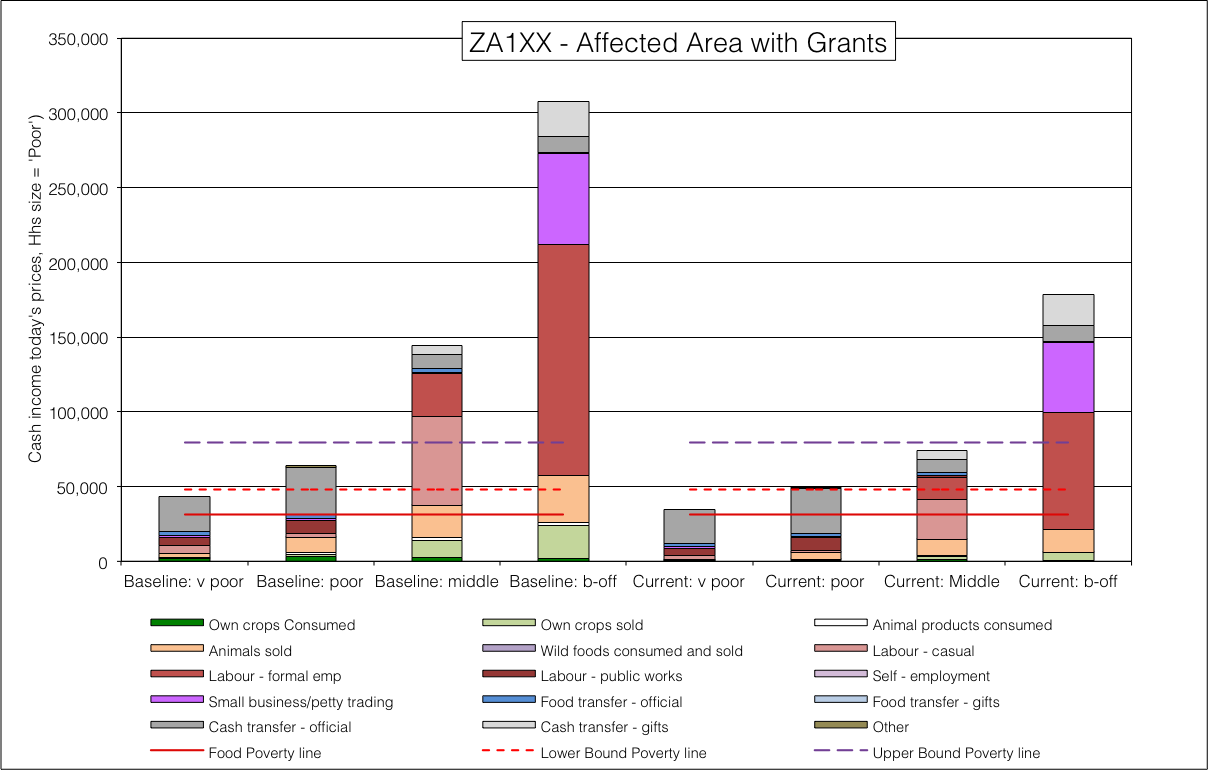 ZA1XX - Affected Area with Grants
Cash income today's prices, Hhs size = 'Poor')
350,000
300,000
250,000
200,000
150,000
100,000
50,000
0
Baseline: v poor Baseline: poor Baseline: middle Baseline: b-off Current: v poor Current: poor Current: Middle Current: b-off
Own crops Consumed Own crops sold Animal products consumed
Animals sold Wild foods consumed and sold Labour - casual
Labour - formal emp Labour - public works Self - employment
Small business/petty trading Food transfer - official Food transfer - gifts
Cash transfer - official Cash transfer - gifts Other
Food Poverty line Lower Bound Poverty line Upper Bound Poverty line